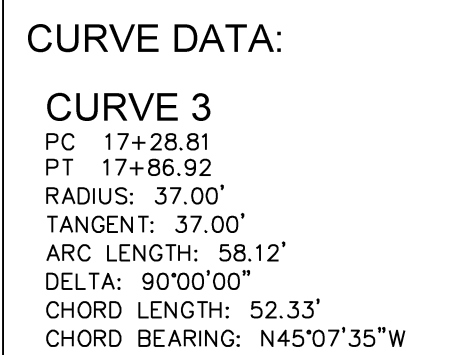 CURVE DATA:
CURVE 3
PC 17+28.81
PT 17+86.92
RADIUS: 37.00'
TANGENT: 37.00'
ARC LENGTH: 58.12'
DELTA: 90°00'00"
CHORD LENGTH: 52.33'
CHORD BEARING: N45°07'35"W